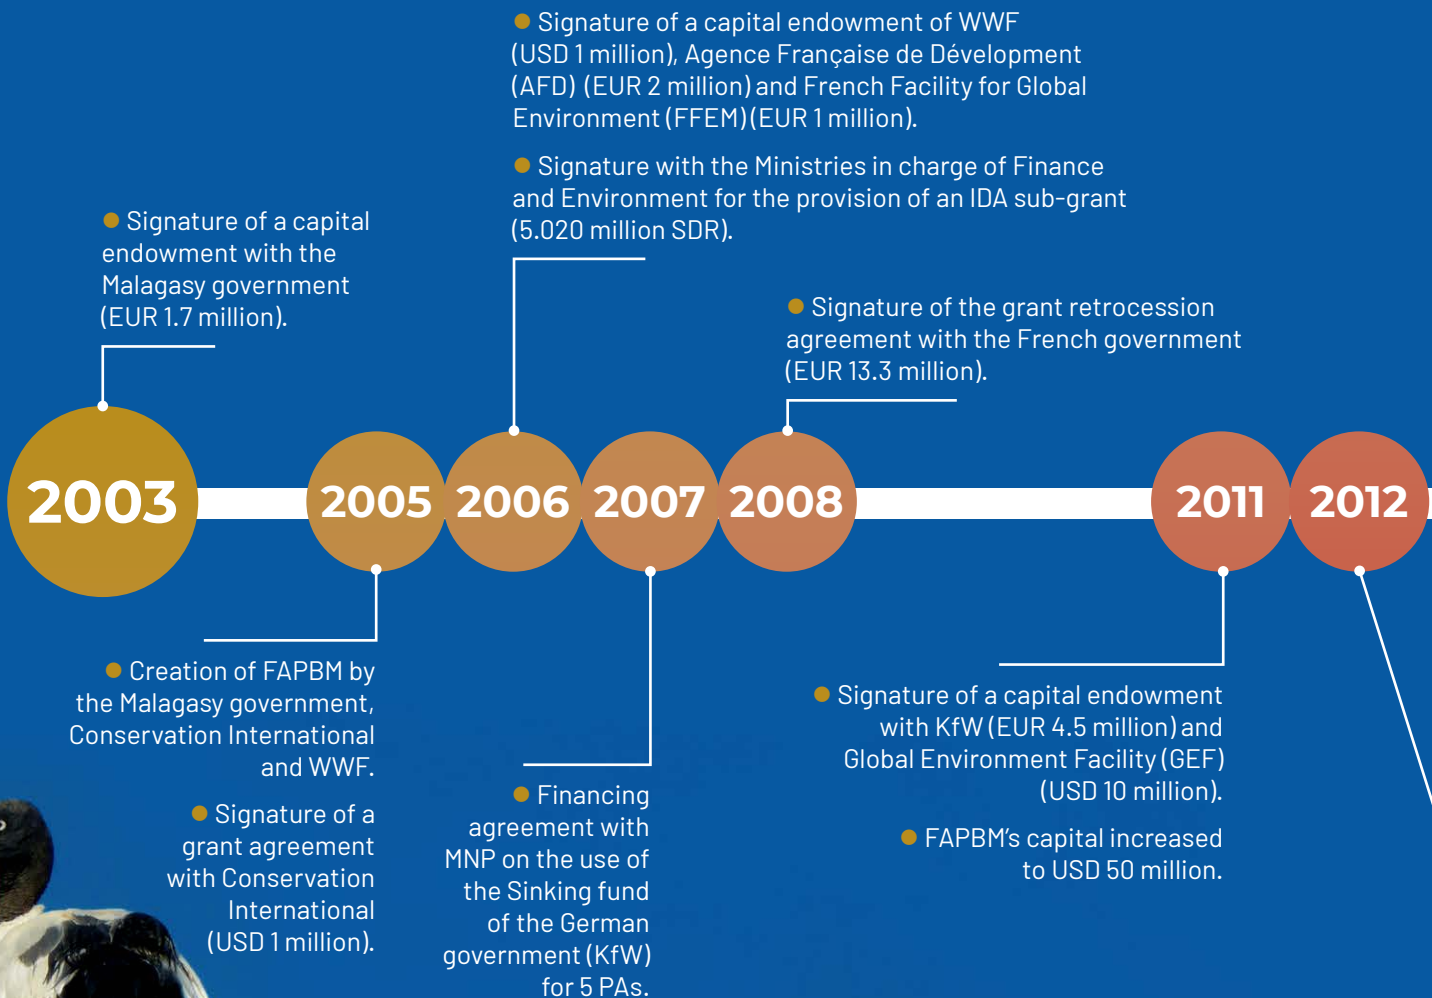 ● Signature of a capital endowment of WWF
(USD 1 million), Agence Française de Dévelopment
(AFD) (EUR 2 million) and French Facility for Global
Environment (FFEM) (EUR 1 million).
● Signature with the Ministries in charge of Finance
and Environment for the provision of an IDA sub-grant
(5.020 million SDR).
● Signature of a capital
endowment with the
Malagasy government
(EUR 1.7 million).
● Signature of the grant retrocession
agreement with the French government
(EUR 13.3 million).
2003
2005
2006
2007
2008
2011
2012
● Creation of FAPBM by
the Malagasy government,
Conservation International
and WWF.
● Signature of a
grant agreement
with Conservation
International
(USD 1 million).
● Financing
agreement with
MNP on the use of
the Sinking fund
of the German
government (KfW)
for 5 PAs.
● Signature of a capital endowment
with KfW (EUR 4.5 million) and
Global Environment Facility (GEF)
(USD 10 million).
● FAPBM's capital increased
to USD 50 million.